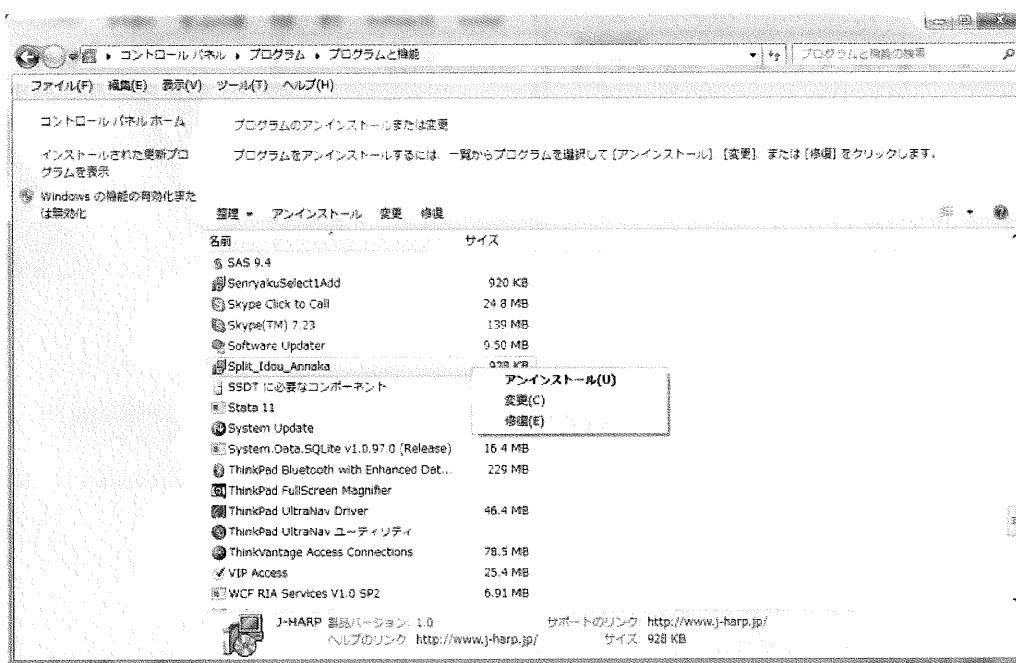 コントロール パネル ▸ プログラム ▸ プログラムと機能
プログラムと機能の検索
ファイル(F) 編集(E) 表示(V) ツール(T) ヘルプ(H)
コントロール パネル ホーム
インストールされた更新プロ
グラムを表示
Windows の機能の有効化また
は無効化
プログラムのアンインストールまたは変更
プログラムをアンインストールするには、一覧からプログラムを選択して [アンインストール]、[変更]、または [修復] をクリックします。
整理 アンインストール 変更 修復
名前 サイズ
SAS 9.4
SenryakuSelect1Add 920 KB
Skype Click to Call 24.8 MB
Skype(TM) 7.23 139 MB
Software Updater 9.50 MB
Split_Idou_Annaka 928 KB
アンインストール(U)
変更(C)
修復(E)
SSDT に必要なコンポーネント
Stata 11
System Update
System.Data.SQLite v1.0.97.0 (Release) 16.4 MB
ThinkPad Bluetooth with Enhanced Dat... 229 MB
ThinkPad FullScreen Magnifier
ThinkPad UltraNav Driver 46.4 MB
ThinkPad UltraNav ユーティリティ
ThinkVantage Access Connections 78.5 MB
VIP Access 25.4 MB
WCF RIA Services V1.0 SP2 6.91 MB
J-HARP 製品バージョン: 1.0 サポートのリンク: http://www.j-harp.jp/
ヘルプのリンク: http://www.j-harp.jp/ サイズ: 928 KB